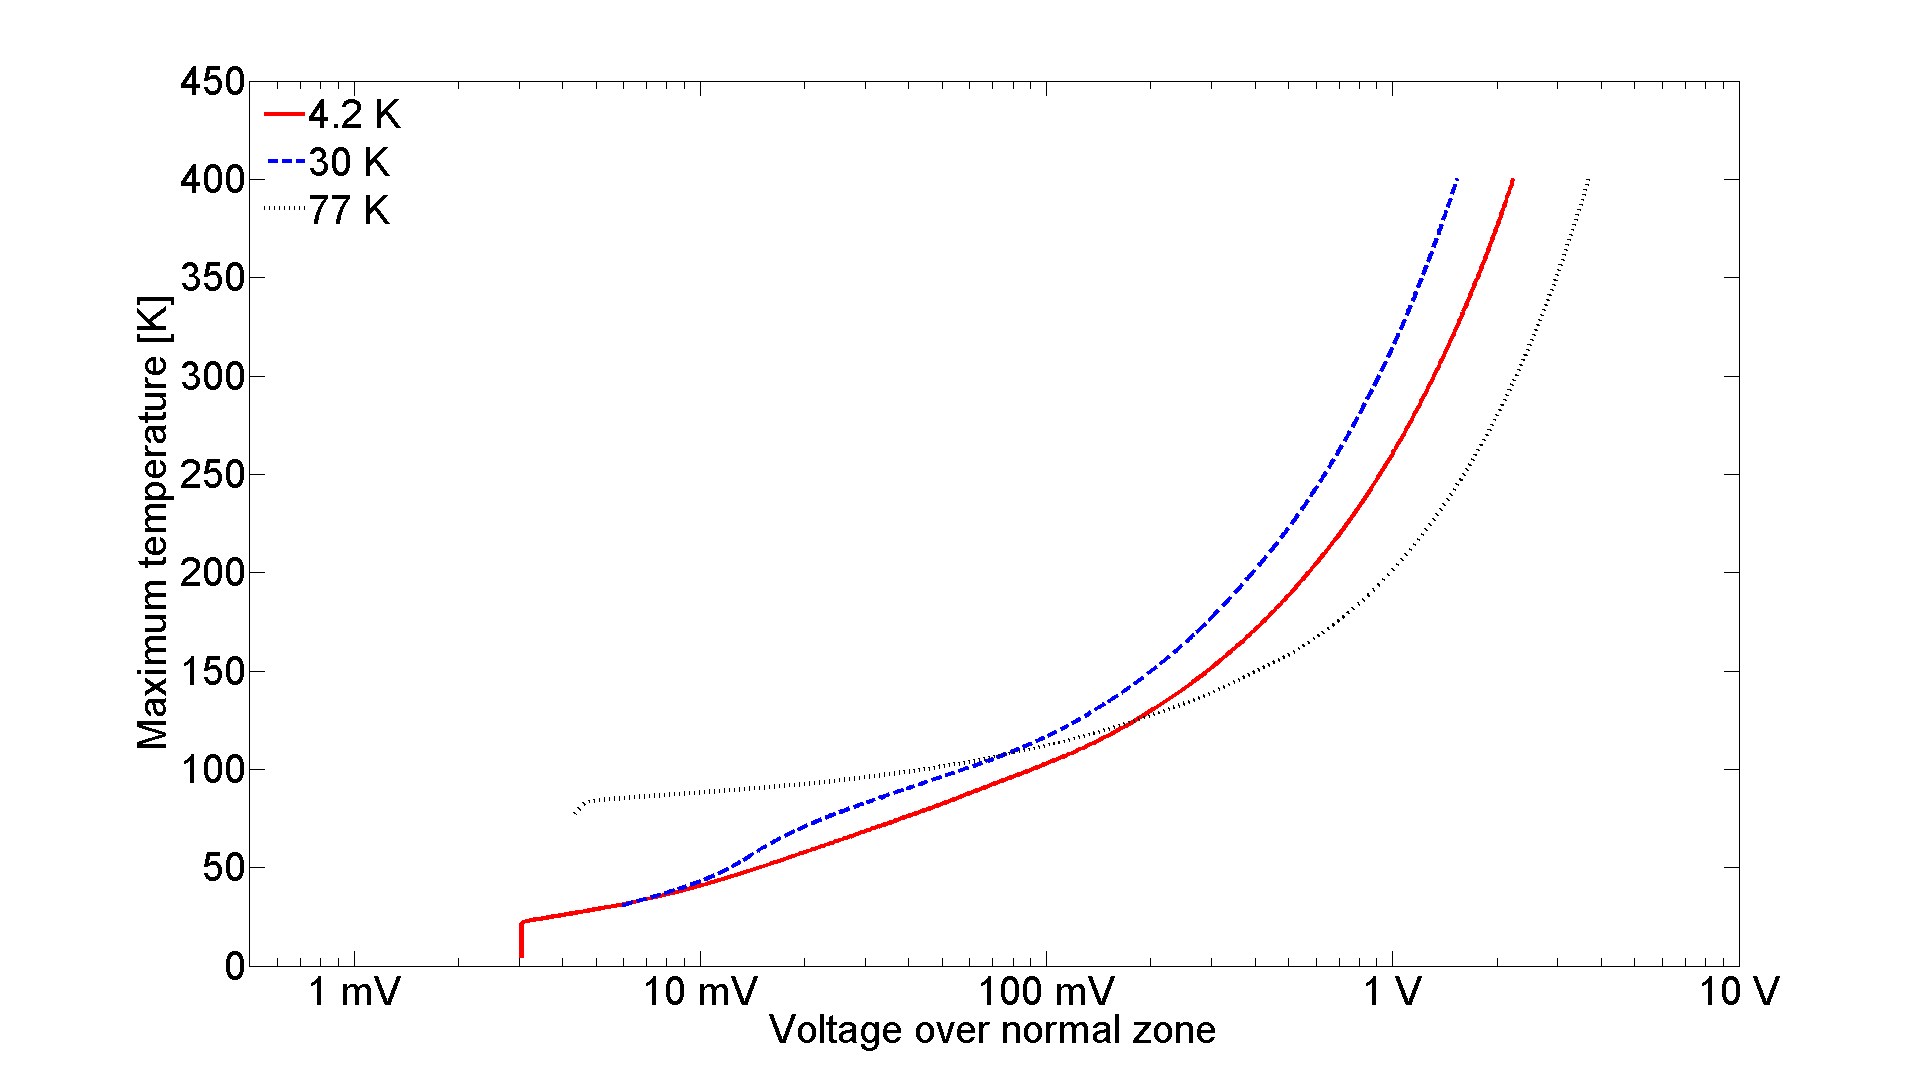 450
400
350
300
250
200
150
100
50
0
Maximum temperature [K]
4.2 K
30 K
77 K
1 mV 10 mV 100 mV 1 V 10 V
Voltage over normal zone